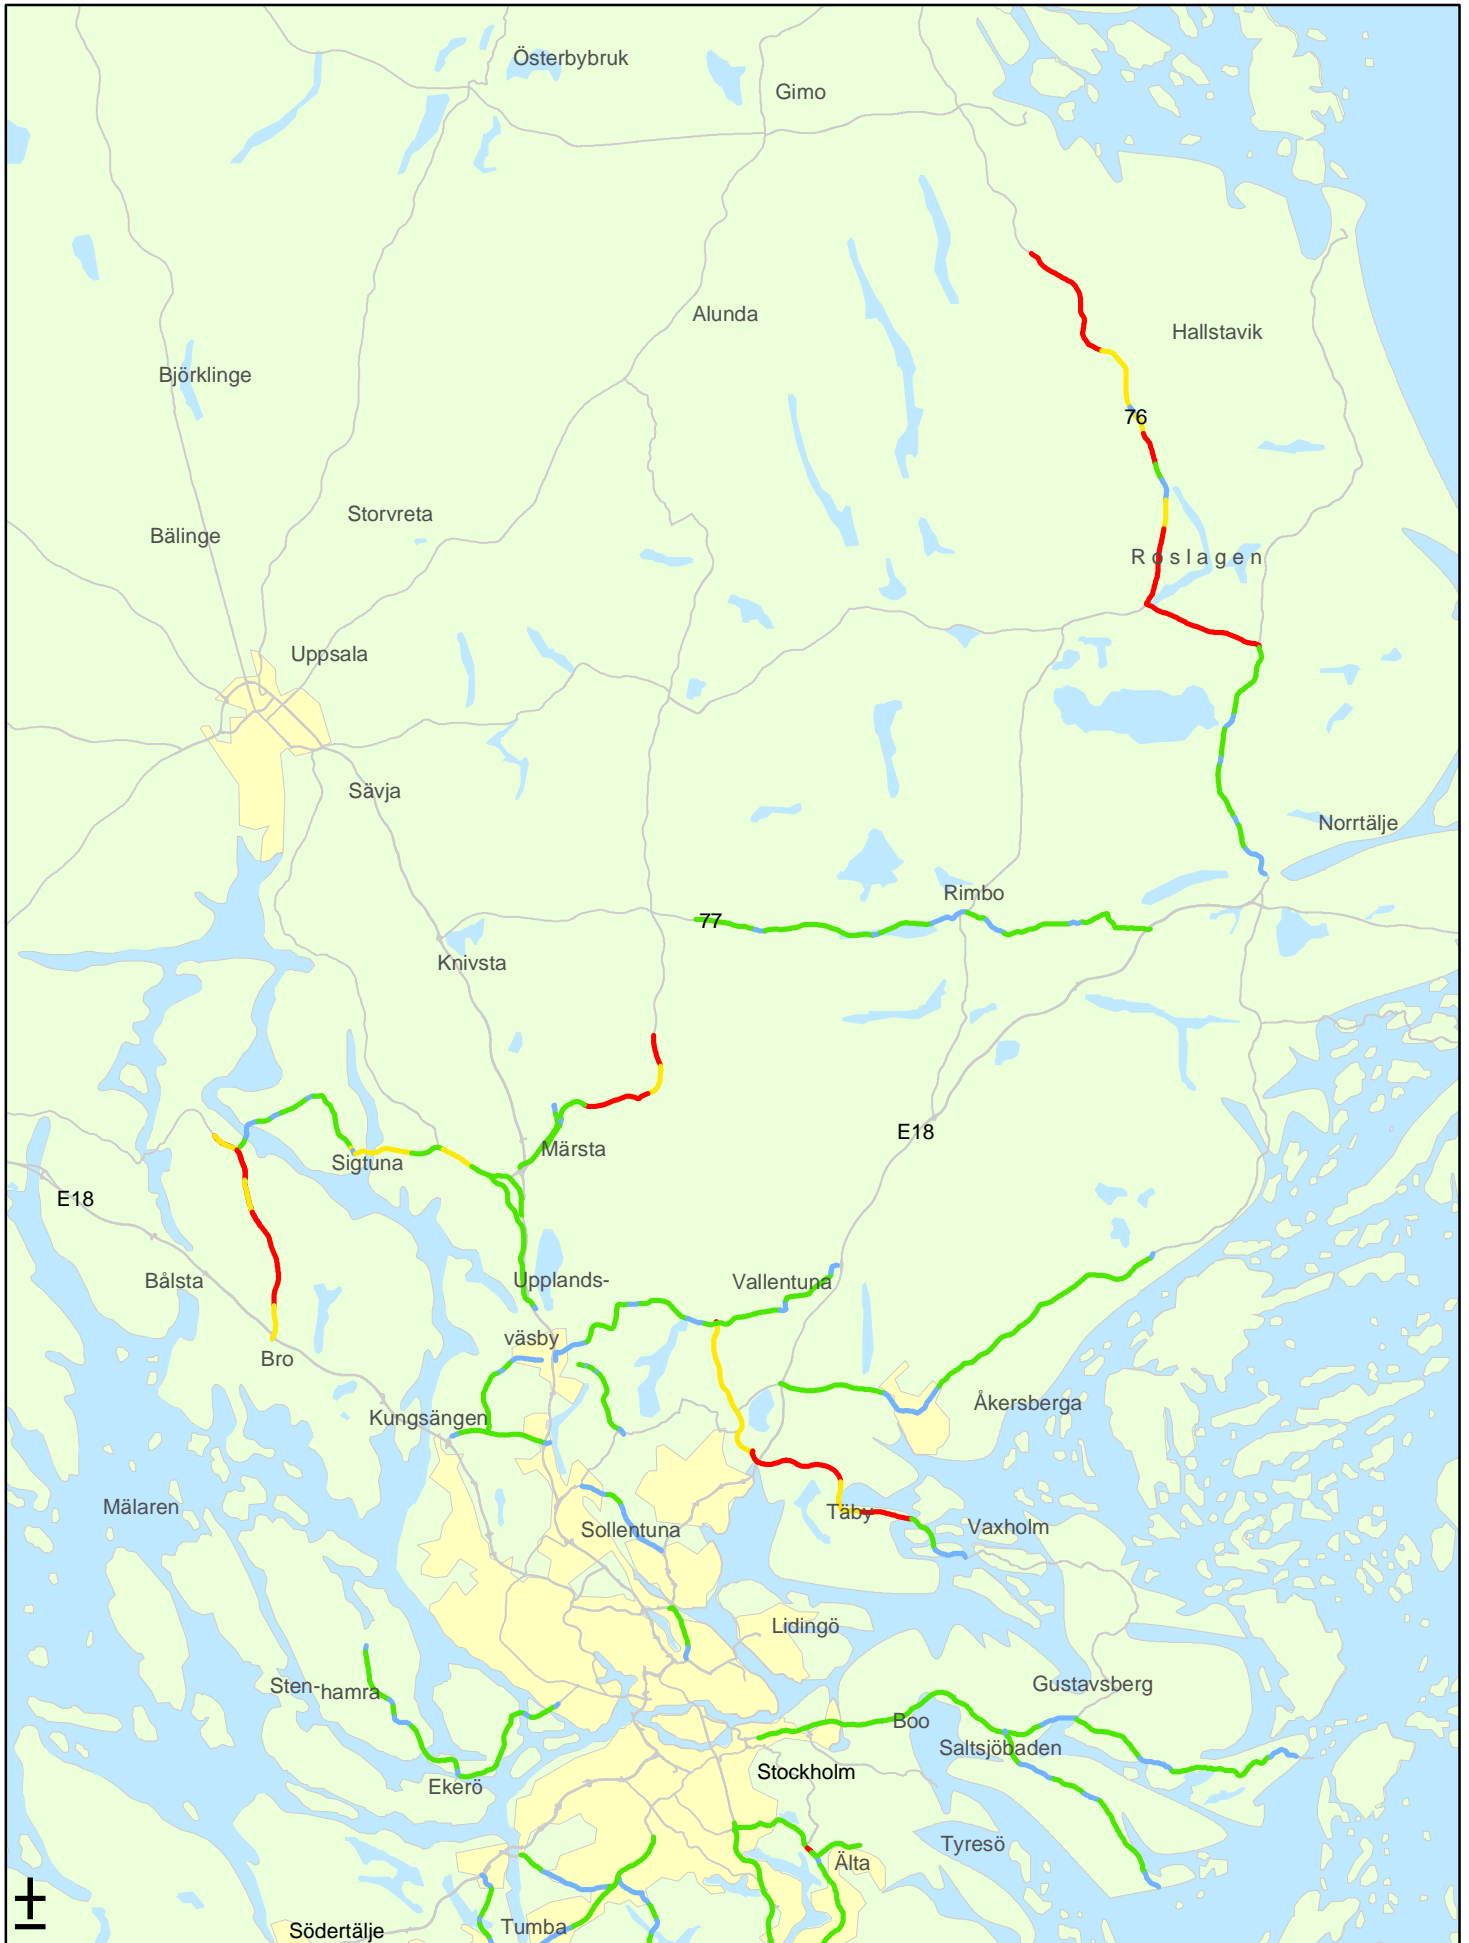 Österbybruk
Gimo
Alunda
Hallstavik
Björklinge
76
Storvreta
Bälinge
Roslagen
Uppsala
Sävja
Norrtälje
Rimbo
77
Knivsta
E18
Märsta
Sigtuna
E18
Bålsta
Upplands-
Vallentuna
väsby
Bro
Åkersberga
Kungsängen
Mälaren
Täby
Vaxholm
Sollentuna
Lidingö
Sten-
hamra
Gustavsberg
Boo
Saltsjöbaden
Stockholm
Ekerö
Tyresö
Älta
Tumba
Södertälje